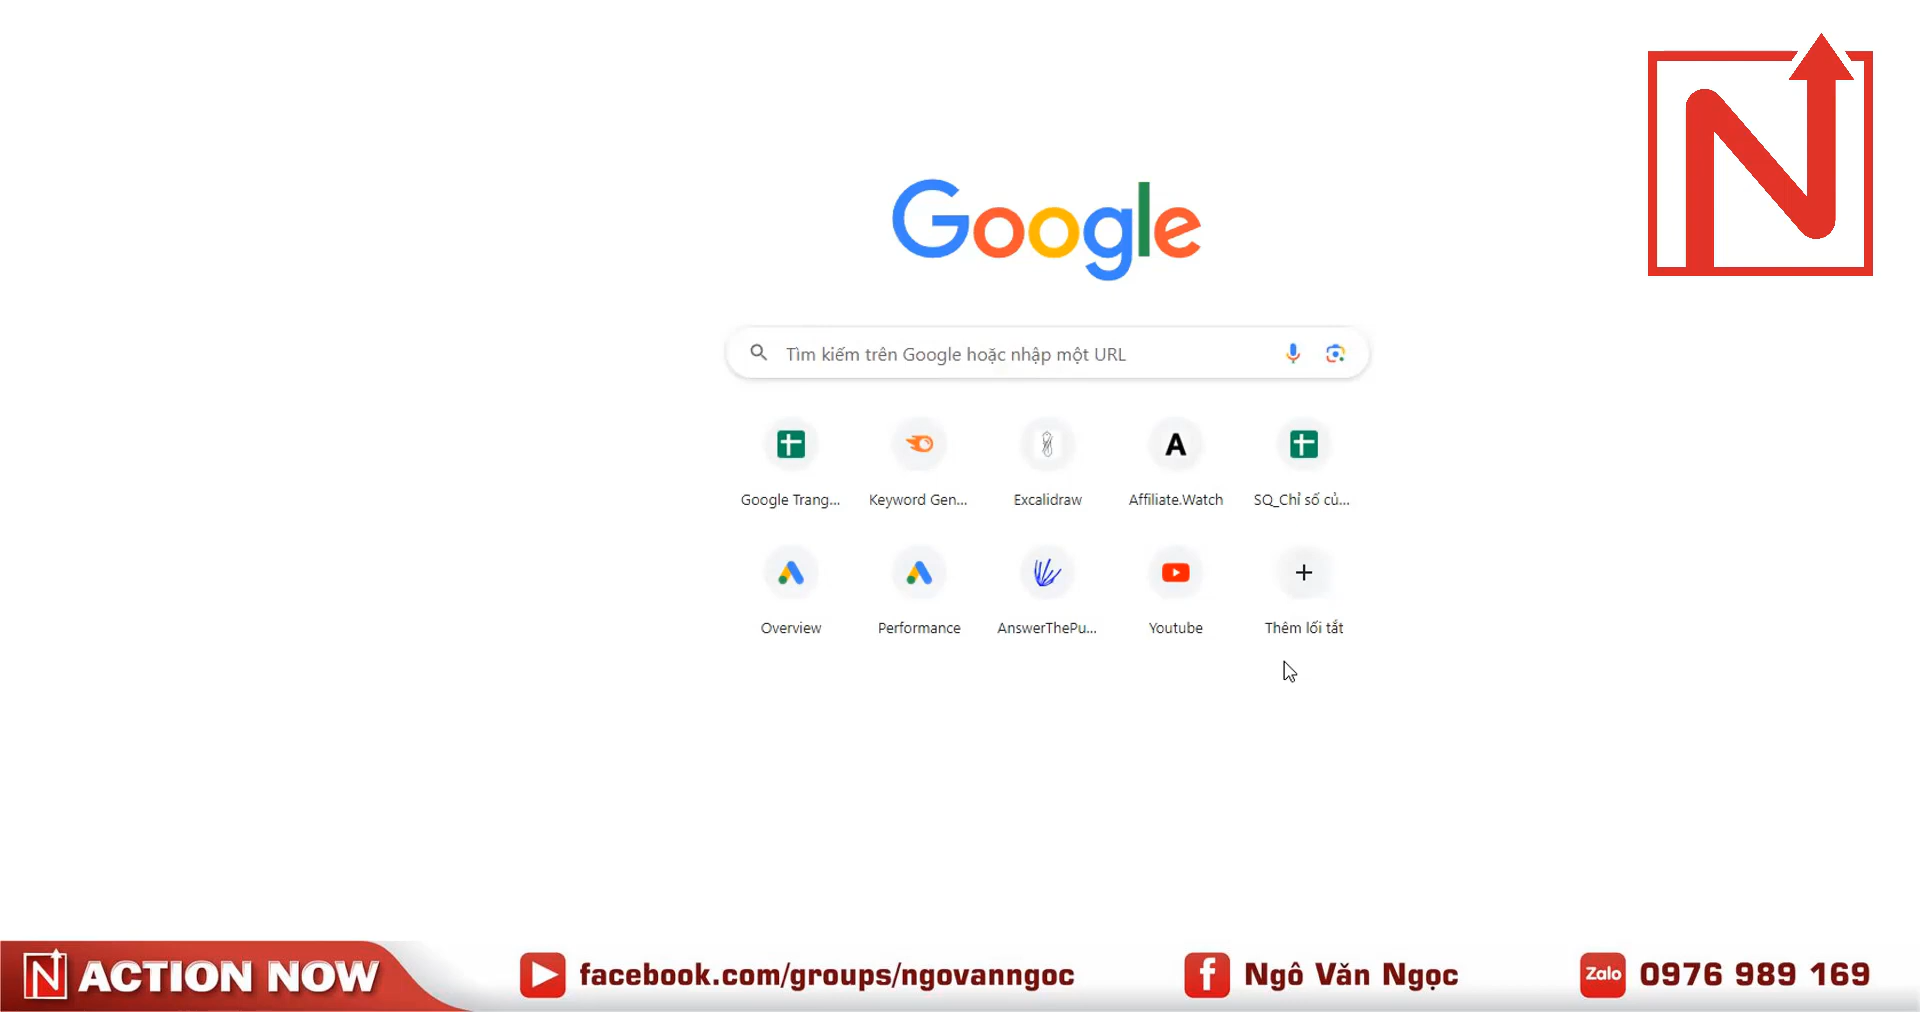 Google
Tìm kiếm trên Google hoặc nhập một URL
Google Trang...
Keyword Gen...
Excalidraw
A
Affiliate.Watch
SQ_Chỉ số củ...
Overview
Performance
AnswerThePu...
Youtube
Thêm lối tắt
N ACTION NOW
facebook.com/groups/ngovanngoc
Ngô Văn Ngọc
Zalo 0976 989 169